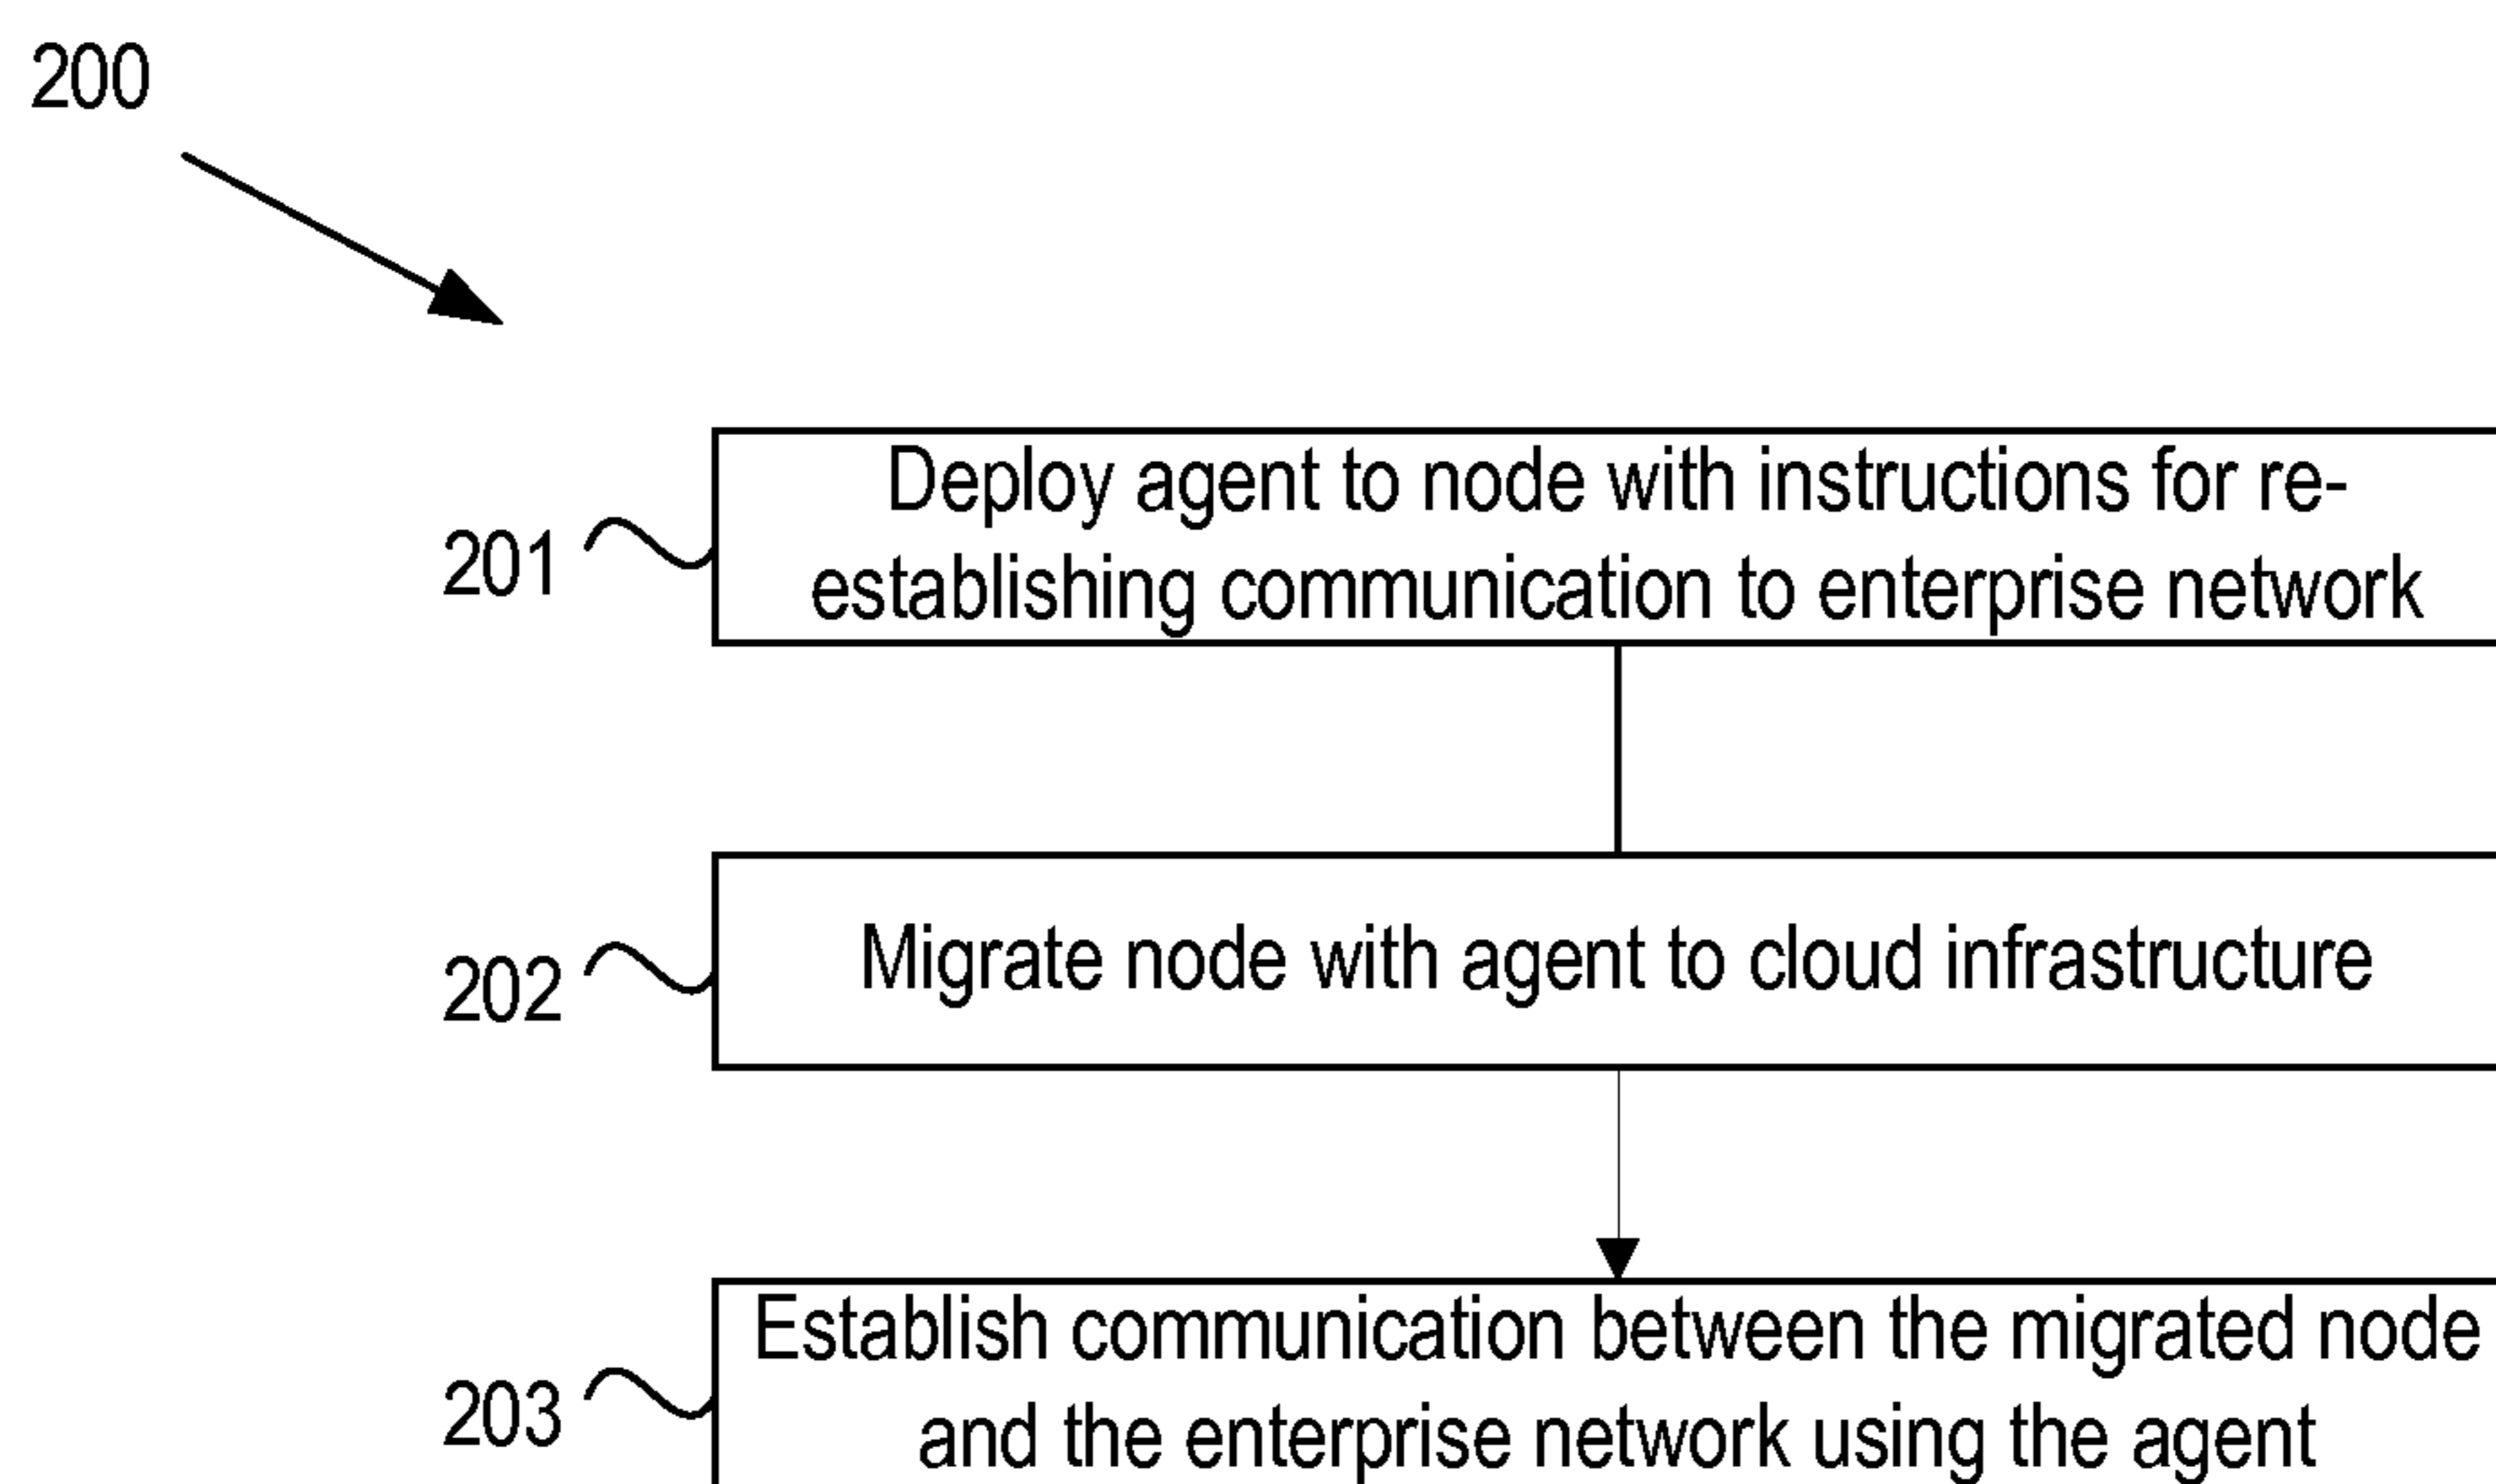 200
201
Deploy agent to node with instructions for re-
establishing communication to enterprise network
202
Migrate node with agent to cloud infrastructure
203
Establish communication between the migrated node
and the enterprise network using the agent